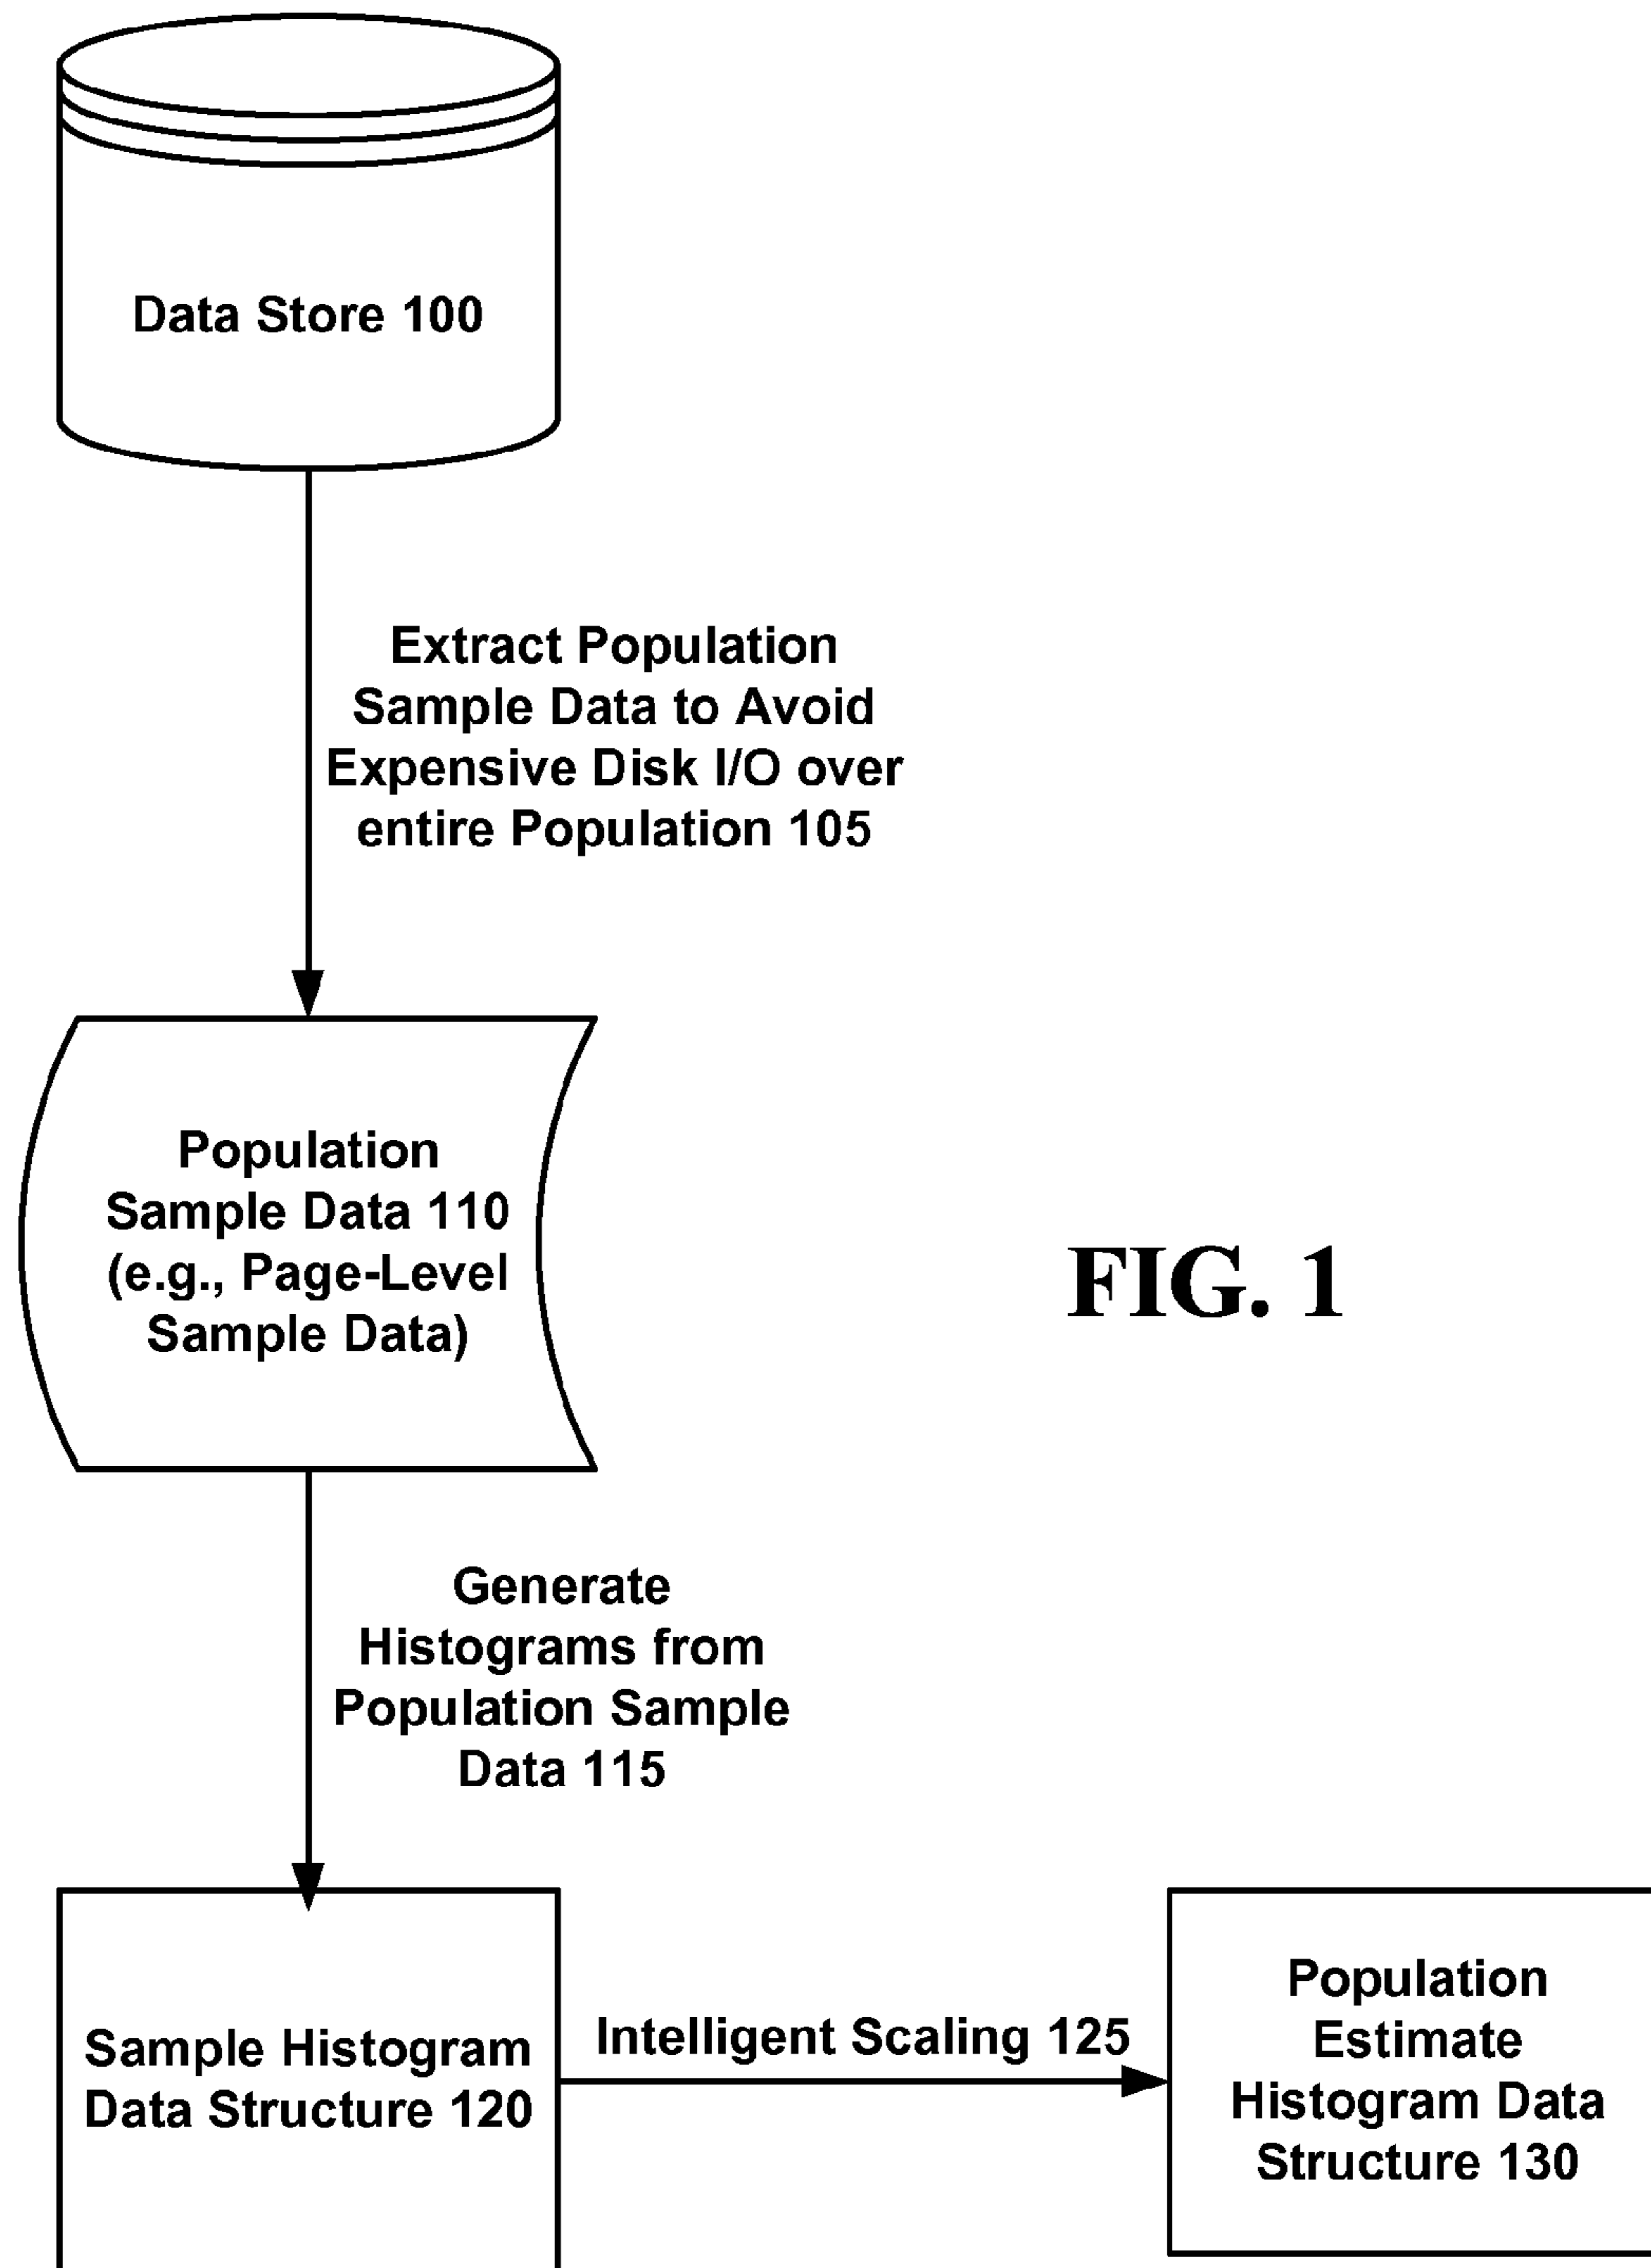 Data Store 100
Extract Population
Sample Data to Avoid
Expensive Disk I/O over
entire Population 105
Population
Sample Data 110
(e.g., Page-Level
Sample Data)
FIG. 1
Generate
Histograms from
Population Sample
Data 115
Sample Histogram
Data Structure 120
Intelligent Scaling 125
Population
Estimate
Histogram Data
Structure 130